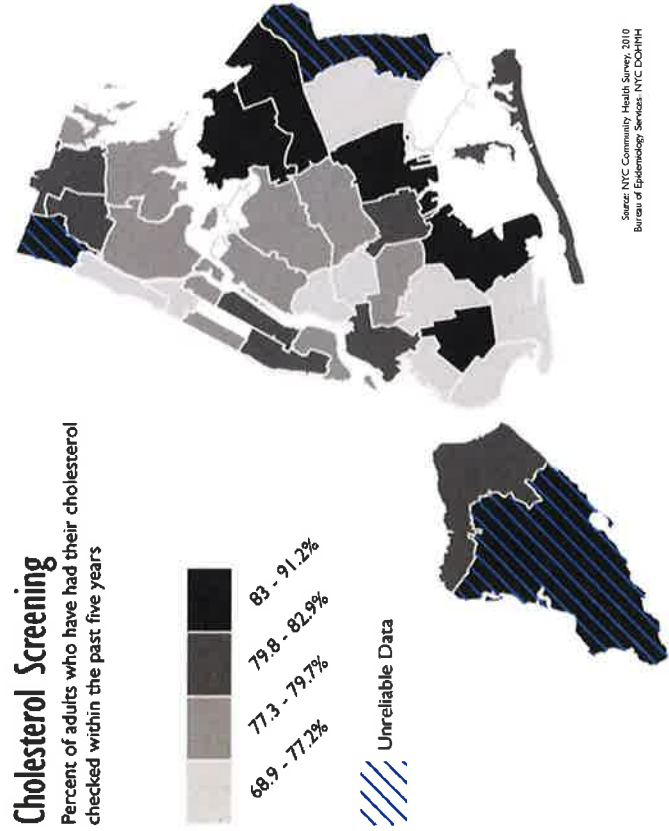 Cholesterol Screening
Percent of adults who have had their cholesterol
checked within the past five years
68.9 - 77.2%
77.3 - 79.7%
79.8 - 82.9%
83 - 91.2%
Unreliable Data
Source: NYC Community Health Survey, 2010
Bureau of Epidemiology Services: NYC DOHMH